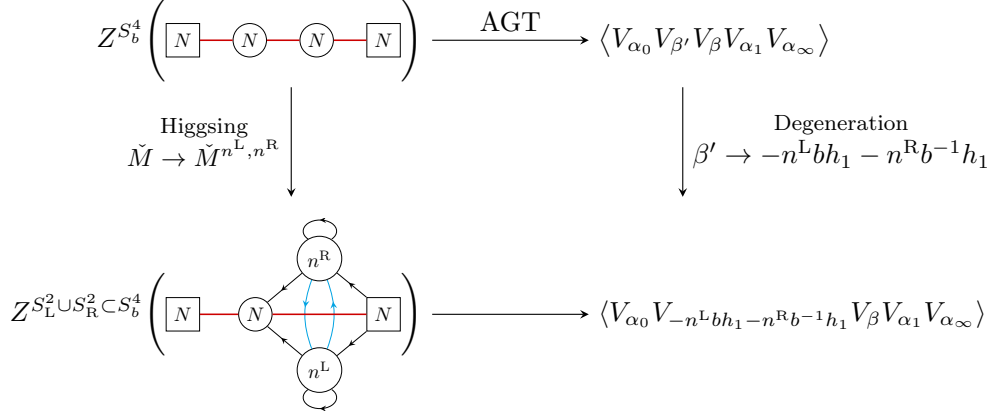 Z^{S_b^4} ( N N N N ) AGT ⟨V_{α_0} V_{β'} V_β V_{α_1} V_{α_∞}⟩
Higgsing
M̌ → M̌^{n^L, n^R}
Degeneration
β' → −n^L b h_1 − n^R b^{−1} h_1
n^R
Z^{S_L^2 ∪ S_R^2 ⊂ S_b^4} ( N N N ) ⟨V_{α_0} V_{−n^L b h_1 − n^R b^{−1} h_1} V_β V_{α_1} V_{α_∞}⟩
n^L